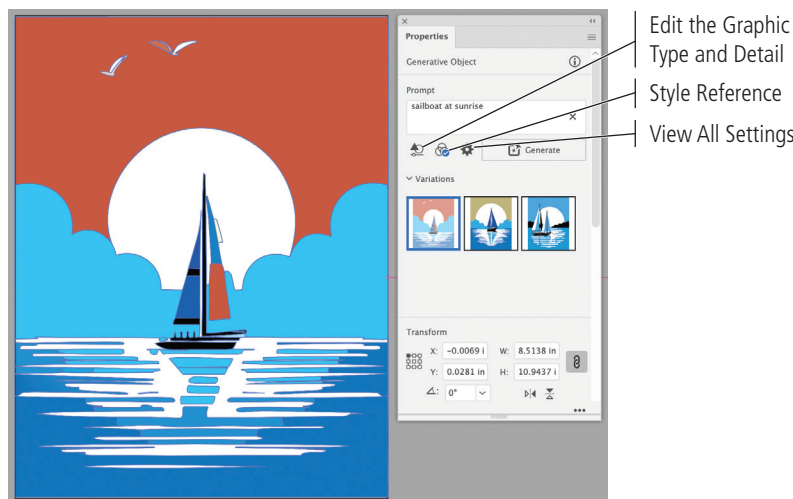 Properties
Generative Object
Prompt
sailboat at sunrise
Generate
Variations
Transform
X: -0.0069 i W: 8.5138 in
Y: 0.0281 in H: 10.9437 i
0°
Edit the Graphic
Type and Detail
Style Reference
View All Settings